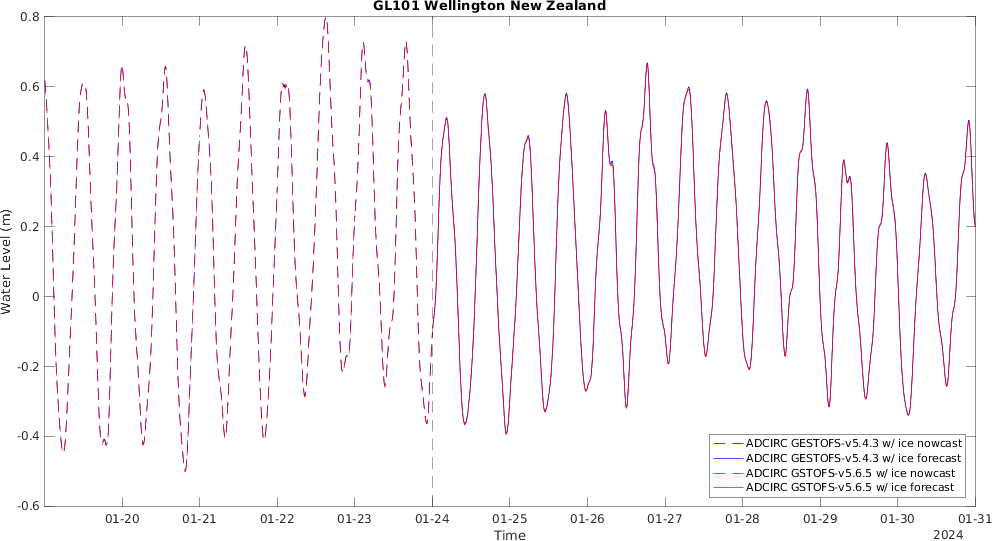 GL101 Wellington New Zealand
0.8
0.6
0.4
0.2
0
-0.2
-0.4
-0.6
Water Level (m)
ADCIRC GESTOFS-v5.4.3 w/ ice nowcast
ADCIRC GESTOFS-v5.4.3 w/ ice forecast
ADCIRC GSTOFS-v5.6.5 w/ ice nowcast
ADCIRC GSTOFS-v5.6.5 w/ ice forecast
01-20 01-21 01-22 01-23 01-24 01-25 01-26 01-27 01-28 01-29 01-30 01-31
Time
2024